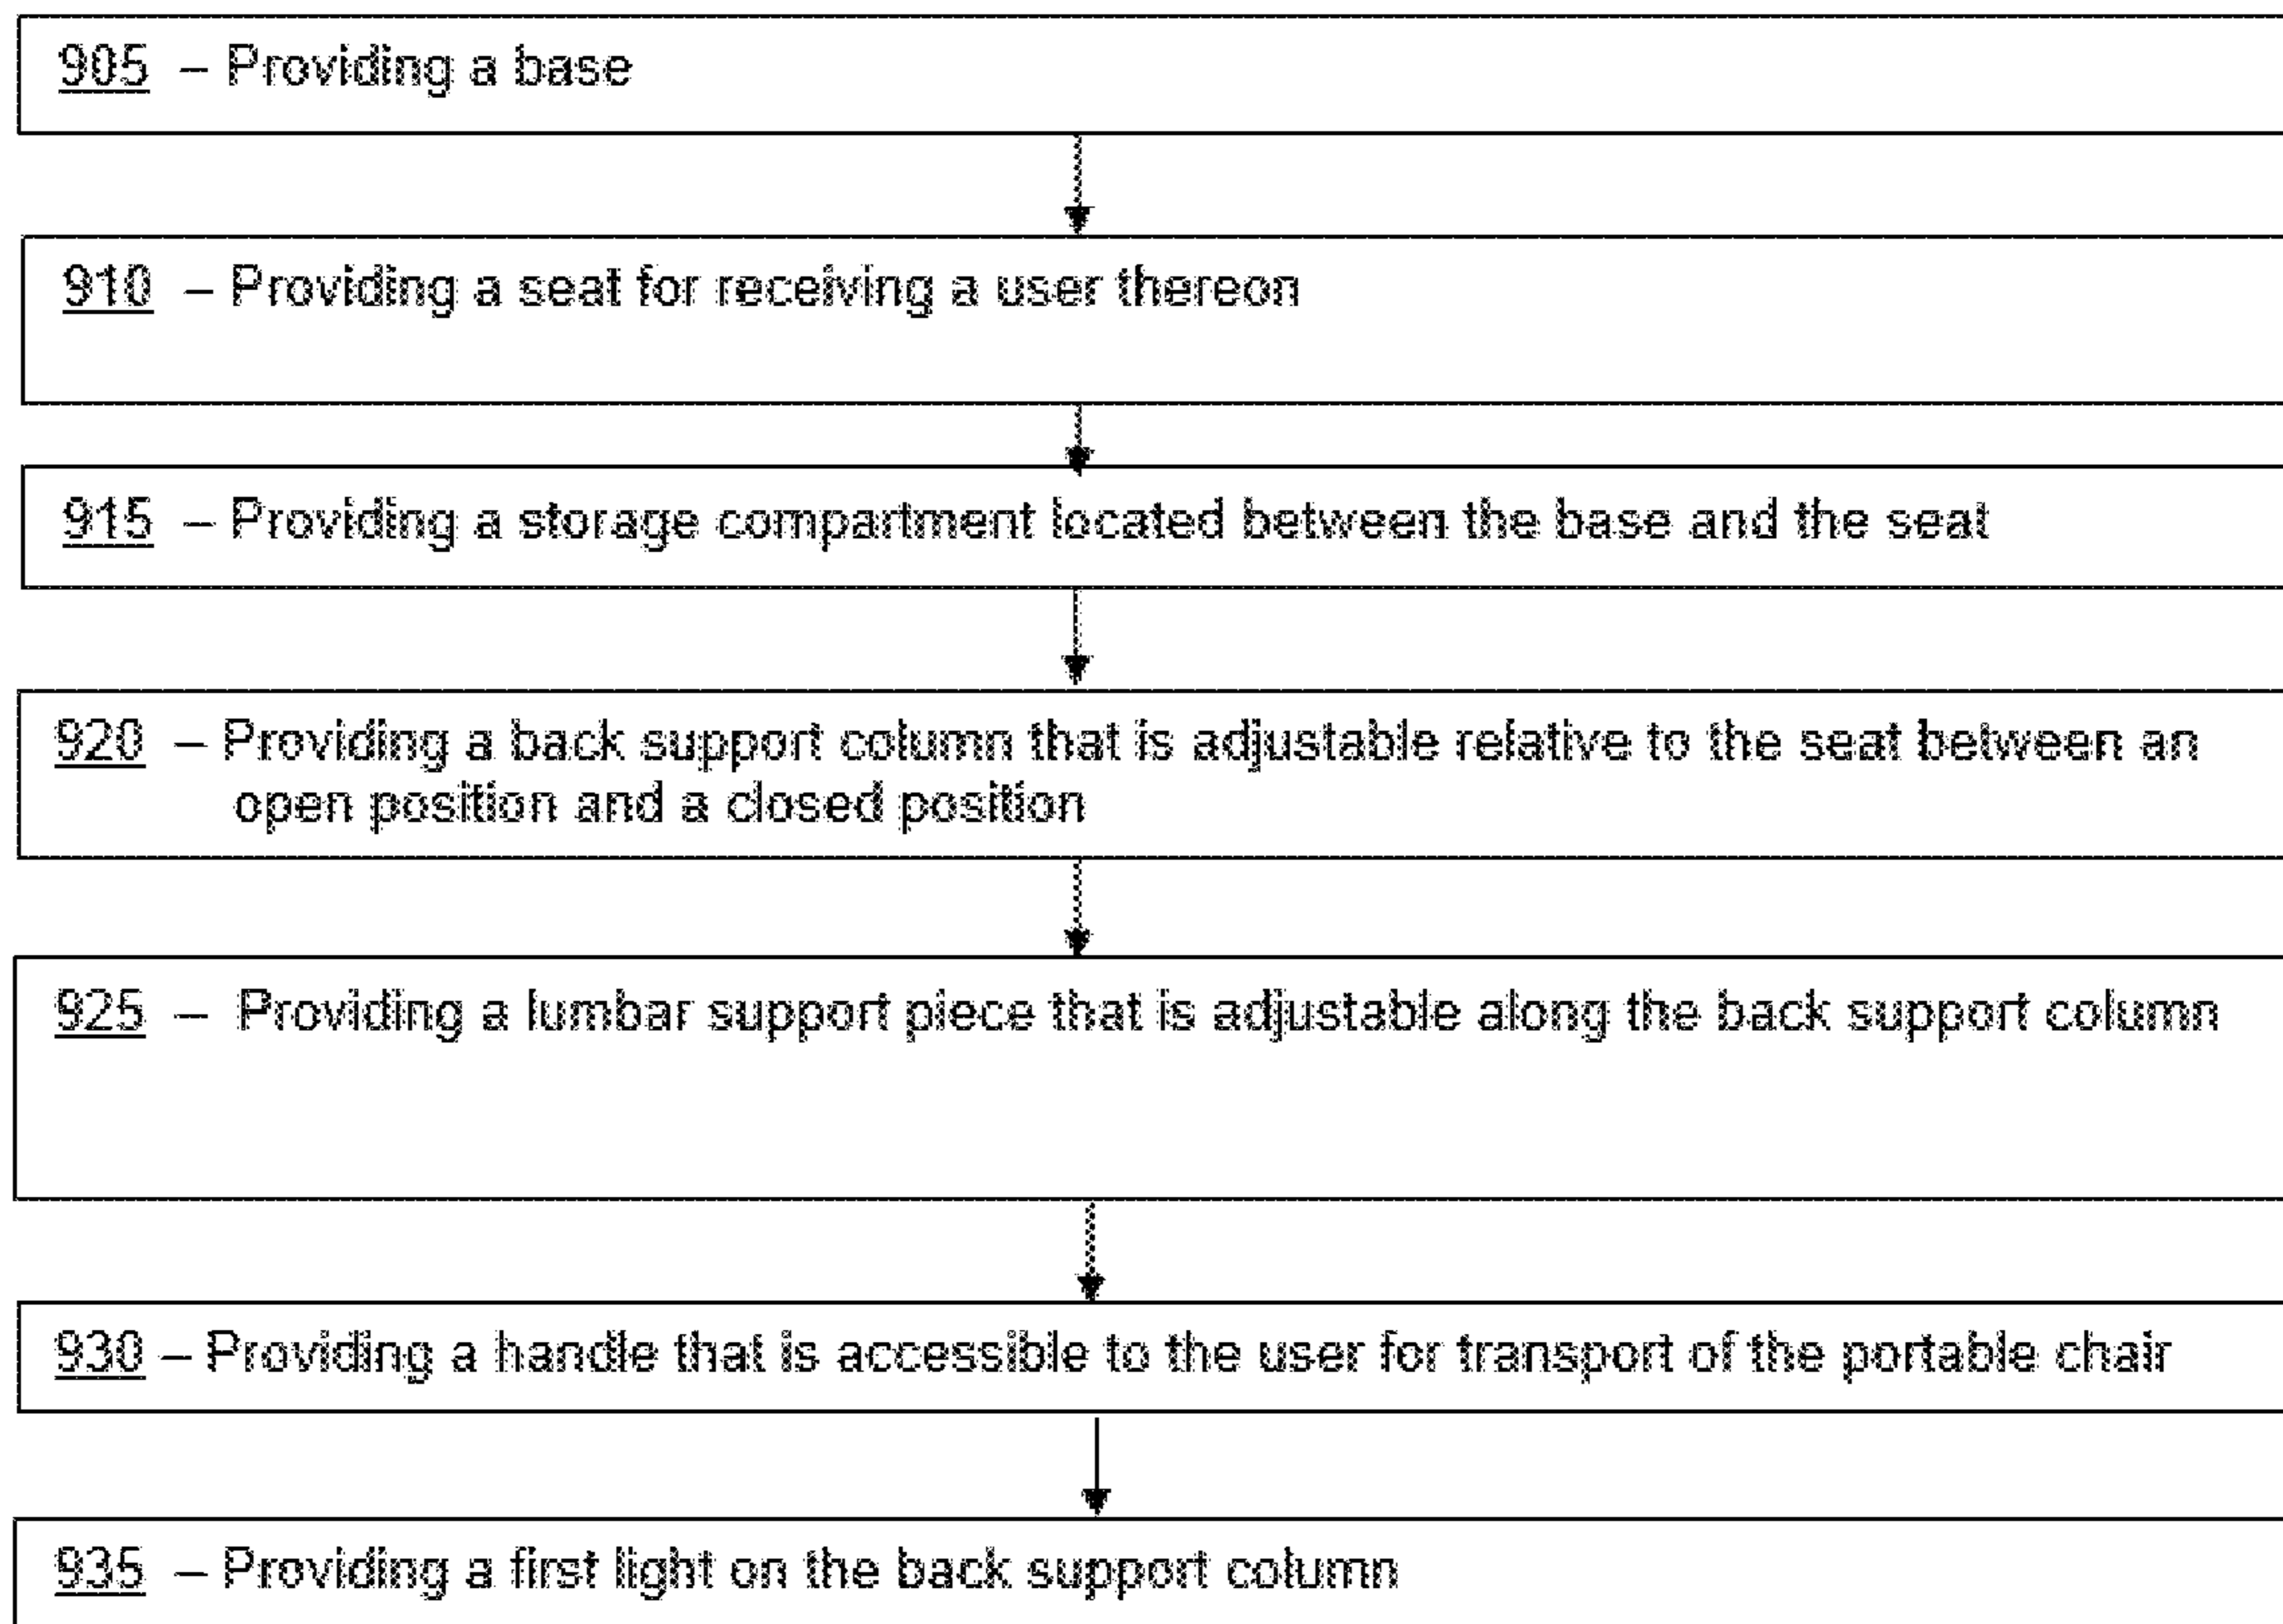 905 – Providing a base
910 – Providing a seat for receiving a user thereon
915 – Providing a storage compartment located between the base and the seat
920 – Providing a back support column that is adjustable relative to the seat between an
open position and a closed position
925 – Providing a lumbar support piece that is adjustable along the back support column
930 – Providing a handle that is accessible to the user for transport of the portable chair
935 – Providing a first light on the back support column